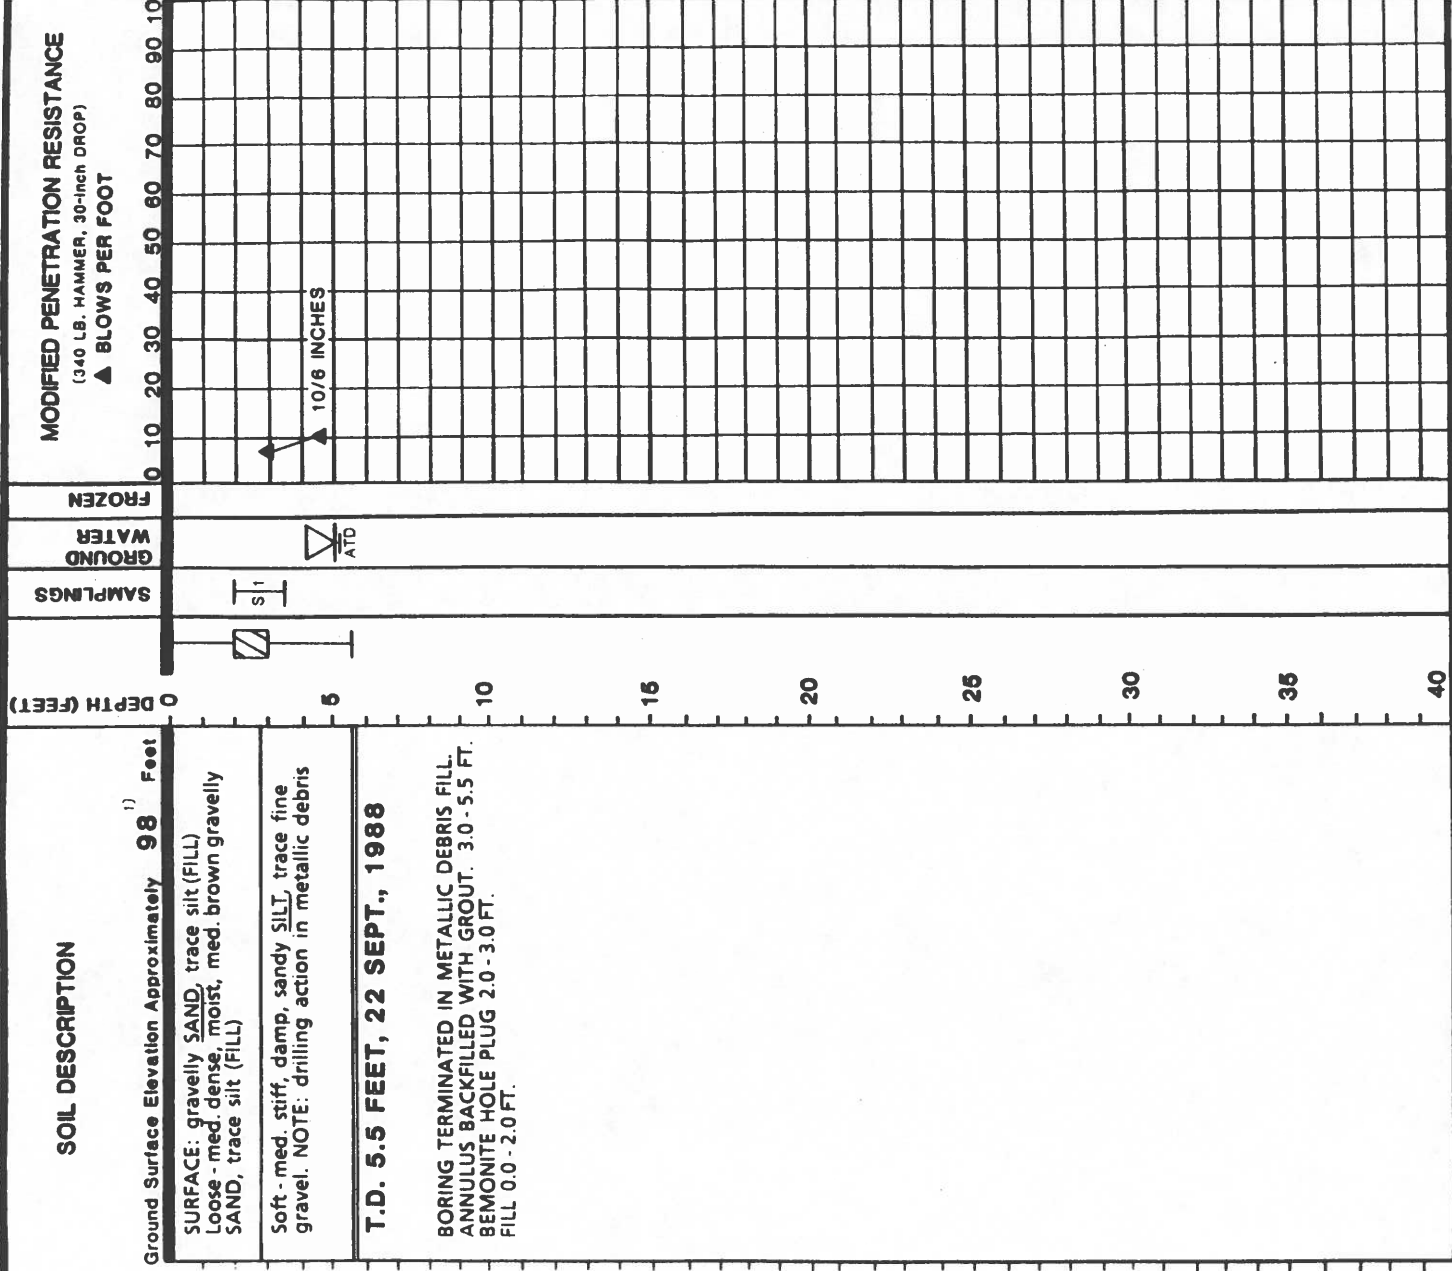 SOIL DESCRIPTION
Ground Surface Elevation Approximately 98 1) Feet
SURFACE: gravelly SAND, trace silt (FILL)
Loose - med. dense, moist, med. brown gravelly
SAND, trace silt (FILL)
Soft - med. stiff, damp, sandy SILT, trace fine
gravel. NOTE: drilling action in metallic debris
T.D. 5.5 FEET, 22 SEPT., 1988
BORING TERMINATED IN METALLIC DEBRIS FILL.
ANNULUS BACKFILLED WITH GROUT. 3.0 - 5.5 FT.
BEMONITE HOLE PLUG 2.0 - 3.0 FT.
FILL 0.0 - 2.0 FT.
DEPTH (FEET)
0
5
10
15
20
25
30
35
40
SAMPLINGS
S 1
GROUND
WATER
ATD
FROZEN
MODIFIED PENETRATION RESISTANCE
(340 LB. HAMMER, 30-inch DROP)
▲ BLOWS PER FOOT
0 10 20 30 40 50 60 70 80 90 10
10/6 INCHES